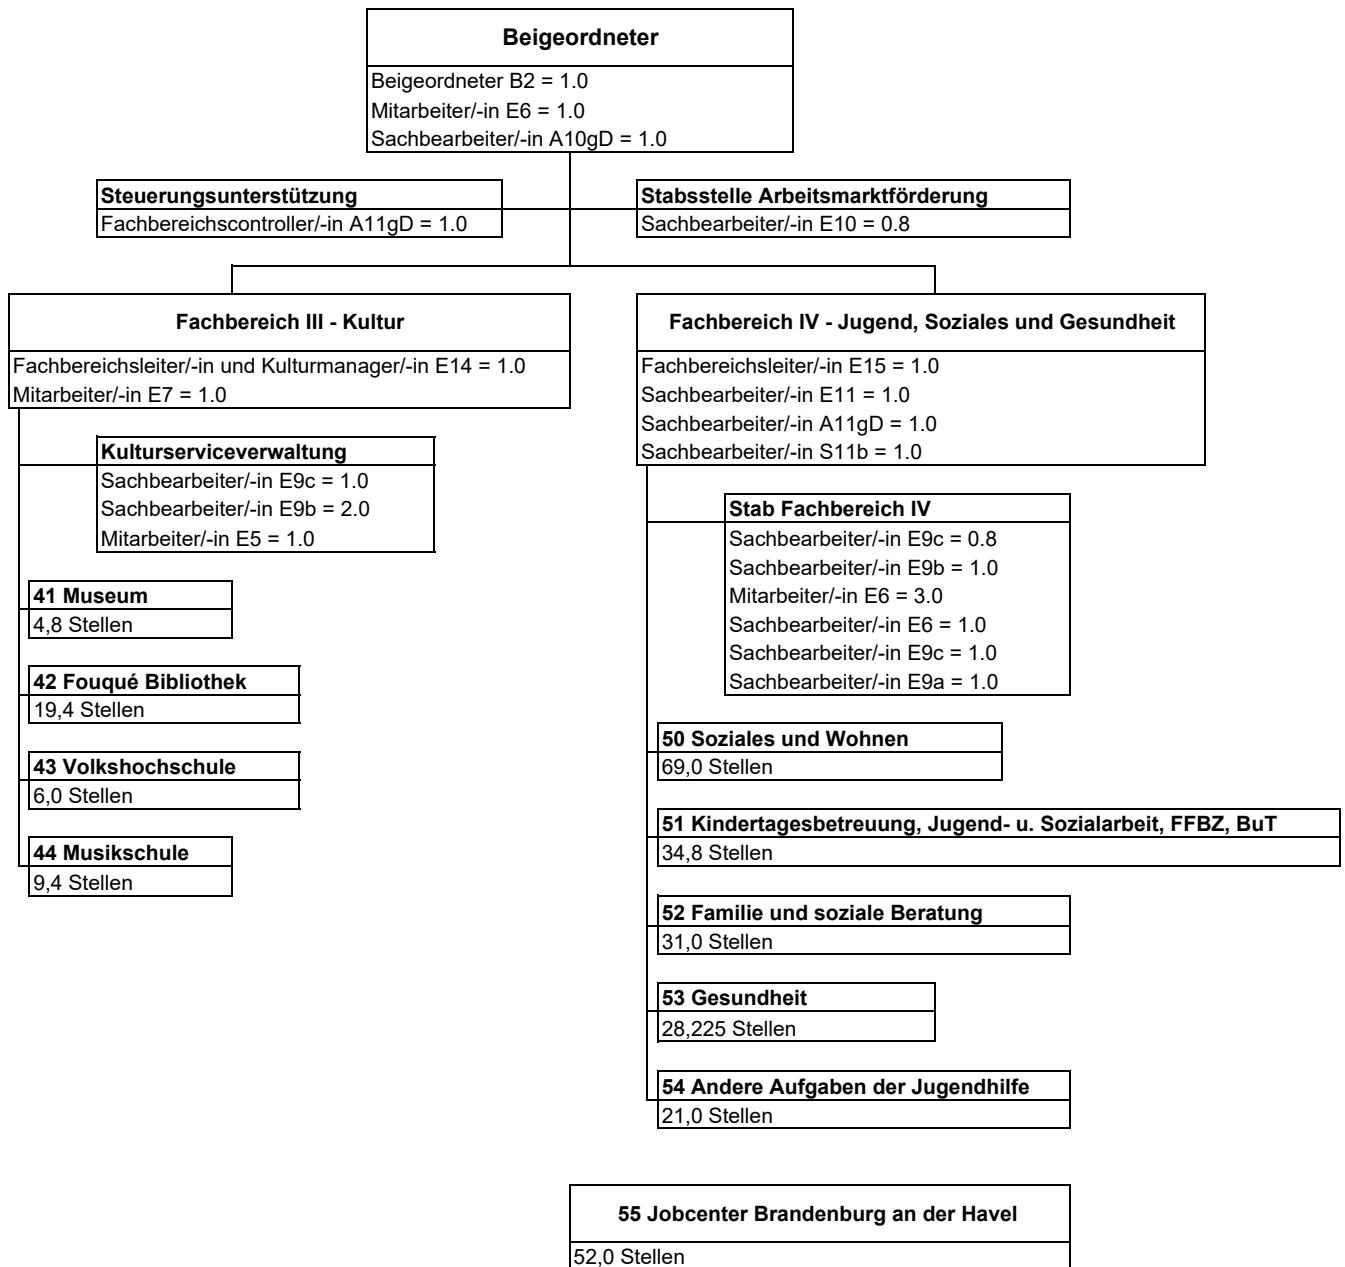 Beigeordneter
Beigeordneter B2 = 1.0
Mitarbeiter/-in E6 = 1.0
Sachbearbeiter/-in A10gD = 1.0
Steuerungsunterstützung
Fachbereichscontroller/-in A11gD = 1.0
Stabsstelle Arbeitsmarktförderung
Sachbearbeiter/-in E10 = 0.8
Fachbereich III - Kultur
Fachbereichsleiter/-in und Kulturmanager/-in E14 = 1.0
Mitarbeiter/-in E7 = 1.0
Kulturserviceverwaltung
Sachbearbeiter/-in E9c = 1.0
Sachbearbeiter/-in E9b = 2.0
Mitarbeiter/-in E5 = 1.0
41 Museum
4,8 Stellen
42 Fouqué Bibliothek
19,4 Stellen
43 Volkshochschule
6,0 Stellen
44 Musikschule
9,4 Stellen
Fachbereich IV - Jugend, Soziales und Gesundheit
Fachbereichsleiter/-in E15 = 1.0
Sachbearbeiter/-in E11 = 1.0
Sachbearbeiter/-in A11gD = 1.0
Sachbearbeiter/-in S11b = 1.0
Stab Fachbereich IV
Sachbearbeiter/-in E9c = 0.8
Sachbearbeiter/-in E9b = 1.0
Mitarbeiter/-in E6 = 3.0
Sachbearbeiter/-in E6 = 1.0
Sachbearbeiter/-in E9c = 1.0
Sachbearbeiter/-in E9a = 1.0
50 Soziales und Wohnen
69,0 Stellen
51 Kindertagesbetreuung, Jugend- u. Sozialarbeit, FFBZ, BuT
34,8 Stellen
52 Familie und soziale Beratung
31,0 Stellen
53 Gesundheit
28,225 Stellen
54 Andere Aufgaben der Jugendhilfe
21,0 Stellen
55 Jobcenter Brandenburg an der Havel
52,0 Stellen